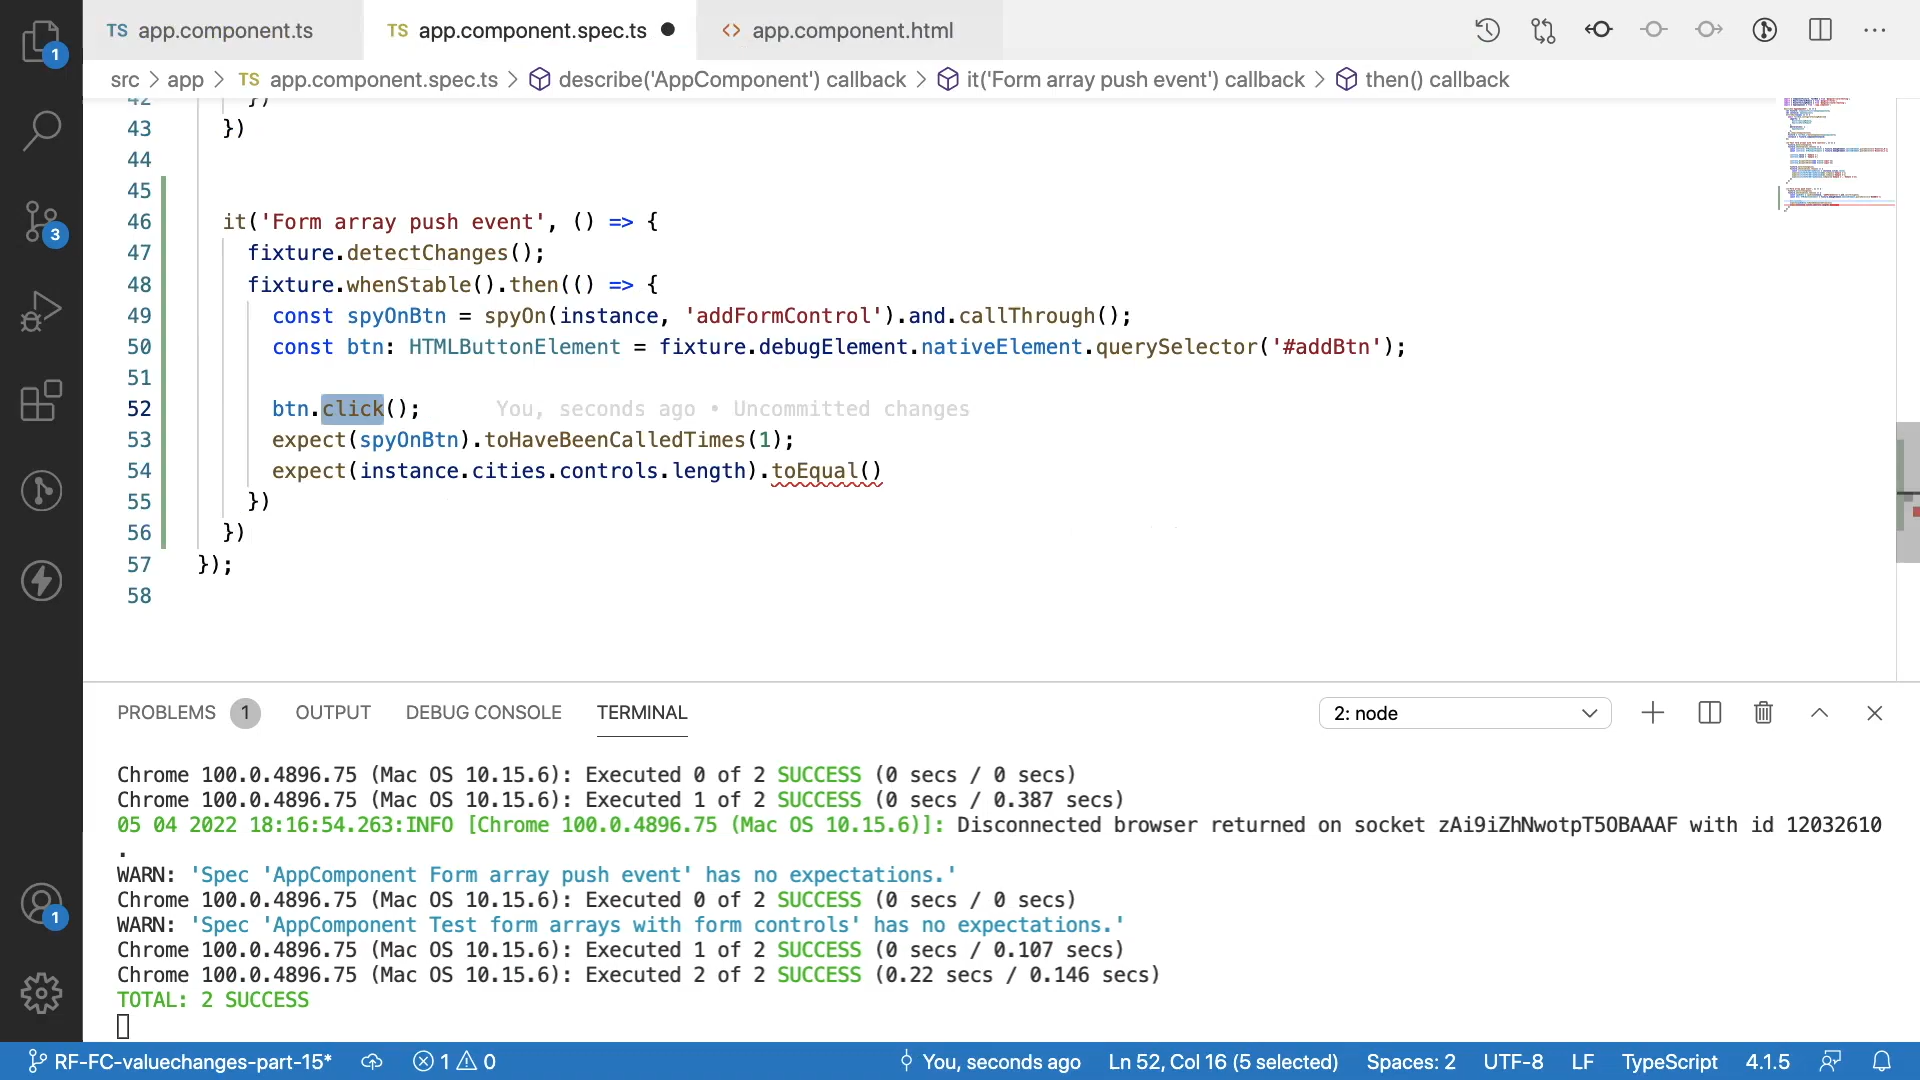 TS app.component.ts
TS app.component.spec.ts
<> app.component.html
src > app > TS app.component.spec.ts > describe('AppComponent') callback > it('Form array push event') callback > then() callback
42 })
43 })
44
45
46 it('Form array push event', () => {
47 fixture.detectChanges();
48 fixture.whenStable().then(() => {
49 const spyOnBtn = spyOn(instance, 'addFormControl').and.callThrough();
50 const btn: HTMLButtonElement = fixture.debugElement.nativeElement.querySelector('#addBtn');
51
52 btn.click(); You, seconds ago • Uncommitted changes
53 expect(spyOnBtn).toHaveBeenCalledTimes(1);
54 expect(instance.cities.controls.length).toEqual()
55 })
56 })
57 });
58
1
3
1
PROBLEMS 1 OUTPUT DEBUG CONSOLE TERMINAL 2: node
Chrome 100.0.4896.75 (Mac OS 10.15.6): Executed 0 of 2 SUCCESS (0 secs / 0 secs)
Chrome 100.0.4896.75 (Mac OS 10.15.6): Executed 1 of 2 SUCCESS (0 secs / 0.387 secs)
05 04 2022 18:16:54.263:INFO [Chrome 100.0.4896.75 (Mac OS 10.15.6)]: Disconnected browser returned on socket zAi9iZhNwotpT5OBAAAF with id 12032610
.
WARN: 'Spec 'AppComponent Form array push event' has no expectations.'
Chrome 100.0.4896.75 (Mac OS 10.15.6): Executed 0 of 2 SUCCESS (0 secs / 0 secs)
WARN: 'Spec 'AppComponent Test form arrays with form controls' has no expectations.'
Chrome 100.0.4896.75 (Mac OS 10.15.6): Executed 1 of 2 SUCCESS (0 secs / 0.107 secs)
Chrome 100.0.4896.75 (Mac OS 10.15.6): Executed 2 of 2 SUCCESS (0.22 secs / 0.146 secs)
TOTAL: 2 SUCCESS
RF-FC-valuechanges-part-15* 1 0 You, seconds ago Ln 52, Col 16 (5 selected) Spaces: 2 UTF-8 LF TypeScript 4.1.5